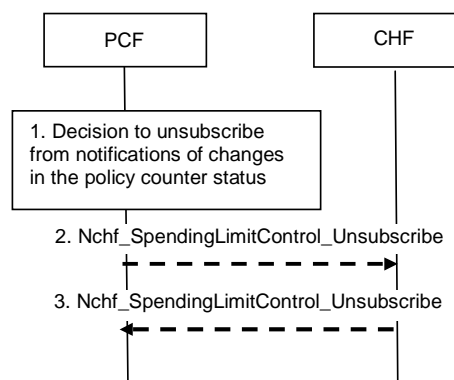 PCF
CHF
1. Decision to unsubscribe
from notifications of changes
in the policy counter status
2. Nchf_SpendingLimitControl_Unsubscribe
3. Nchf_SpendingLimitControl_Unsubscribe